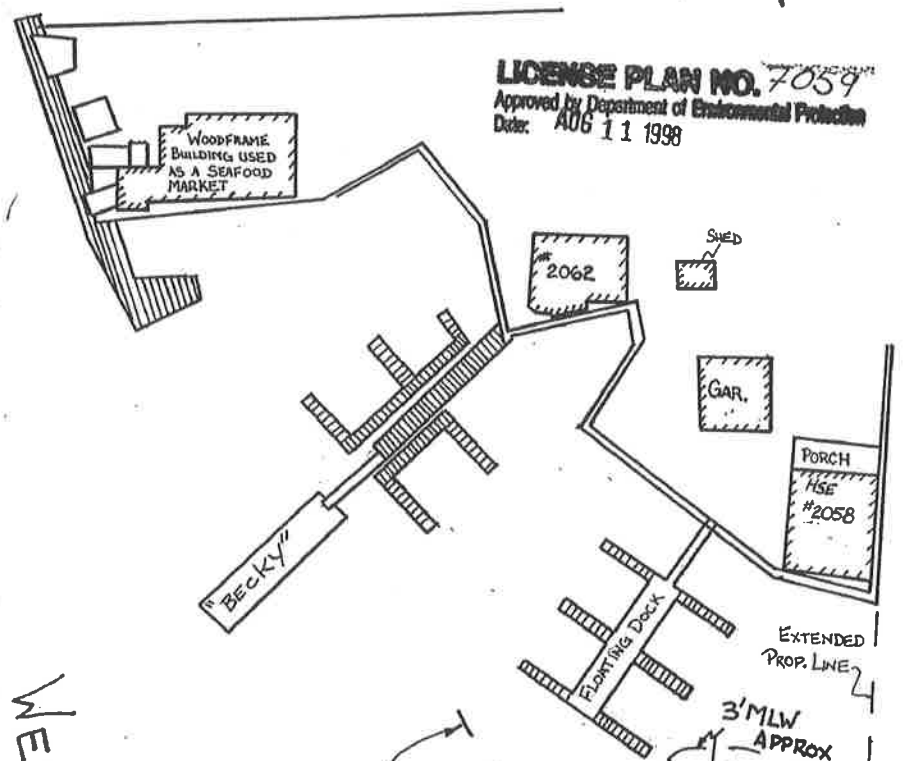 LICENSE PLAN NO. 7059
Approved by Department of Environmental Protection
Date: AUG 11 1998
WOODFRAME
BUILDING USED
AS A SEAFOOD
MARKET
#2062
SHED
GAR.
PORCH
HSE
#2058
"BECKY"
FLOATING DOCK
EXTENDED
PROP. LINE
3' MLW
APPROX
WE